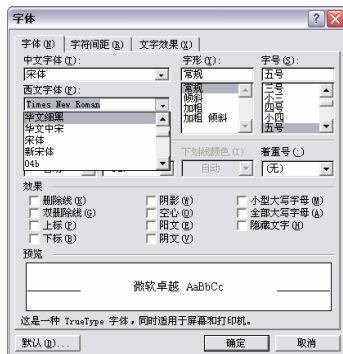 字体
字体(N) 字符间距(R) 文字效果(X)
中文字体(T): 字形(Y): 字号(S):
宋体 常规 五号
西文字体(F): 常规 三号
Times New Roman 倾斜 小三
华文细黑 加粗 四号
华文中宋 加粗 倾斜 小四
宋体 五号
新宋体 下划线颜色(I): 着重号(·)
04b 自动 (无)
效果
删除线(K) 阴影(W) 小型大写字母(M)
双删除线(G) 空心(O) 全部大写字母(A)
上标(P) 阳文(E) 隐藏文字(H)
下标(B) 阴文(V)
预览
微软卓越 AaBbCc
这是一种 TrueType 字体，同时适用于屏幕和打印机。
默认(D)... 确定 取消